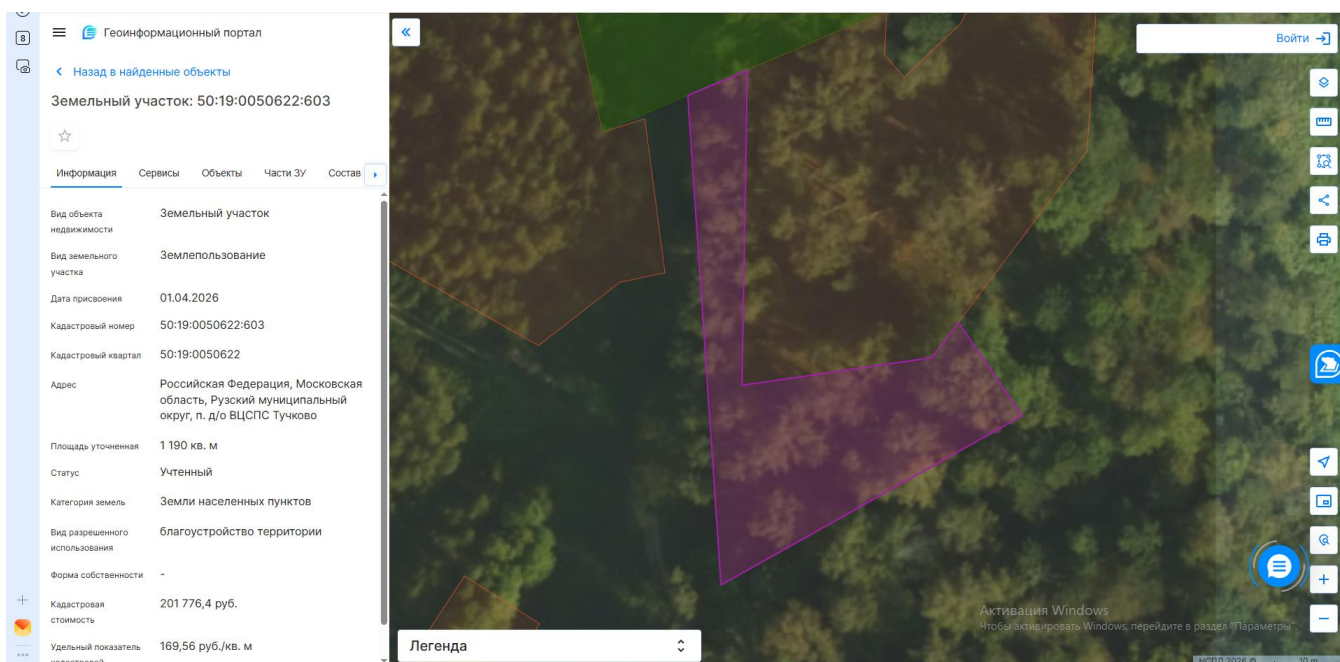 8
Геоинформационный портал
Войти
Назад в найденные объекты
Земельный участок: 50:19:0050622:603
Информация Сервисы Объекты Части ЗУ Состав
Вид объекта недвижимости Земельный участок
Вид земельного участка Землепользование
Дата присвоения 01.04.2026
Кадастровый номер 50:19:0050622:603
Кадастровый квартал 50:19:0050622
Адрес Российская Федерация, Московская
область, Рузский муниципальный
округ, п. д/о ВЦСПС Тучково
Площадь уточненная 1 190 кв. м
Статус Учтенный
Категория земель Земли населенных пунктов
Вид разрешенного использования благоустройство территории
Форма собственности -
Кадастровая стоимость 201 776,4 руб.
Удельный показатель 169,56 руб./кв. м
Легенда
Активация Windows
Чтобы активировать Windows, перейдите в раздел "Параметры".
НСПД 2026 © 10 m